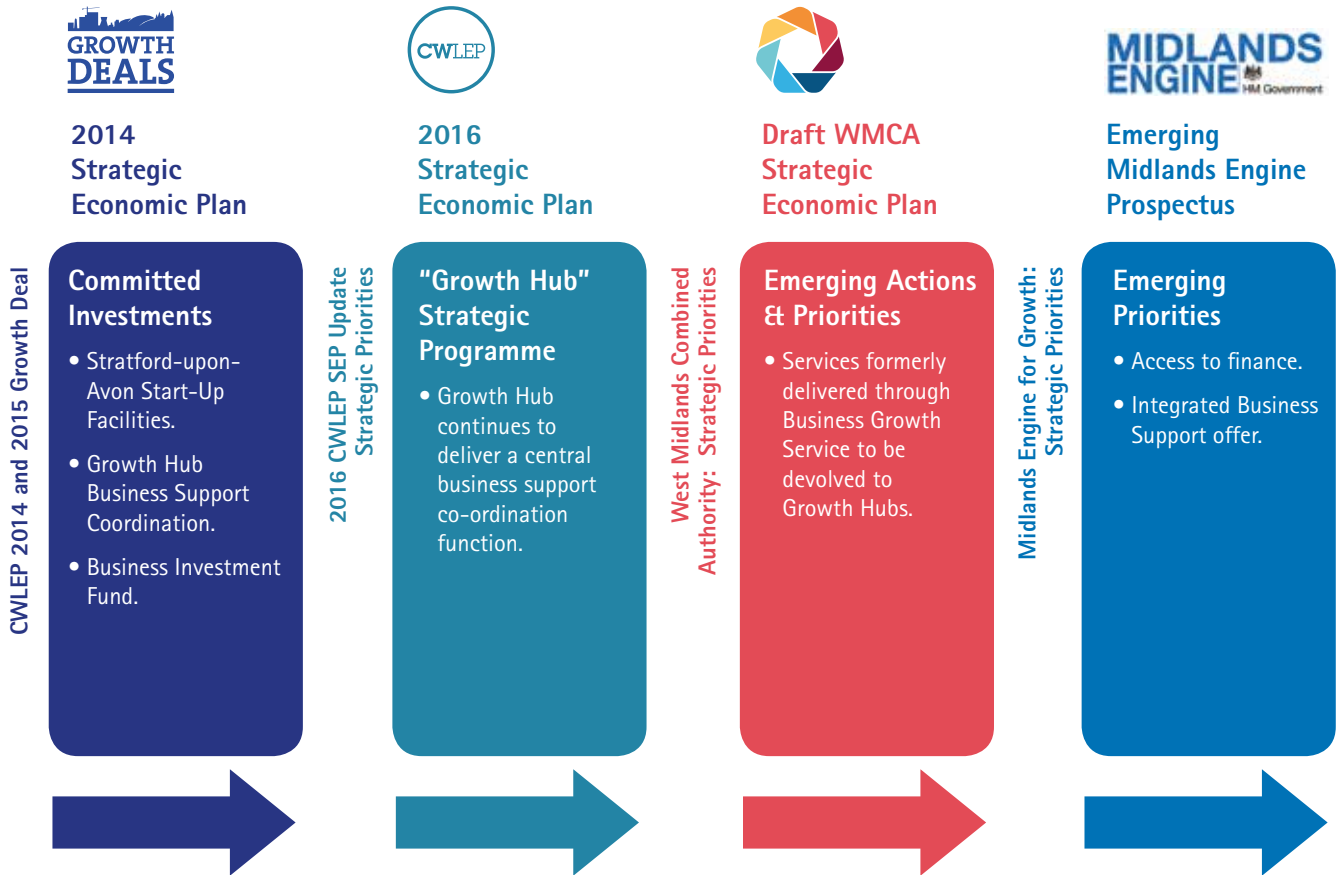 GROWTH
DEALS
2014
Strategic
Economic Plan
CWLEP 2014 and 2015 Growth Deal
Committed
Investments
• Stratford-upon-
Avon Start-Up
Facilities.
• Growth Hub
Business Support
Coordination.
• Business Investment
Fund.
CWLEP
2016
Strategic
Economic Plan
2016 CWLEP SEP Update
Strategic Priorities
“Growth Hub”
Strategic
Programme
• Growth Hub
continues to
deliver a central
business support
co-ordination
function.
Draft WMCA
Strategic
Economic Plan
West Midlands Combined
Authority: Strategic Priorities
Emerging Actions
& Priorities
• Services formerly
delivered through
Business Growth
Service to be
devolved to
Growth Hubs.
MIDLANDS
ENGINE HM Government
Emerging
Midlands Engine
Prospectus
Midlands Engine for Growth:
Strategic Priorities
Emerging
Priorities
• Access to finance.
• Integrated Business
Support offer.